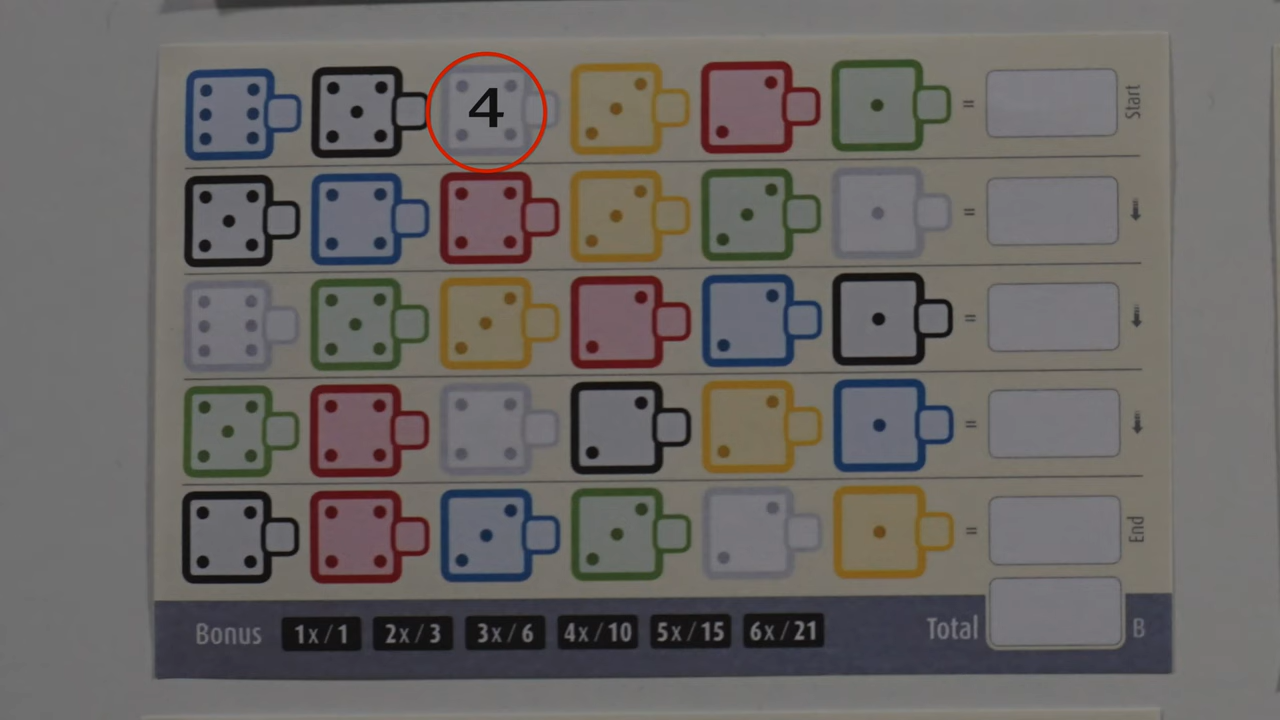 4
= Start
=
=
=
= End
Bonus 1x/1 2x/3 3x/6 4x/10 5x/15 6x/21 Total B